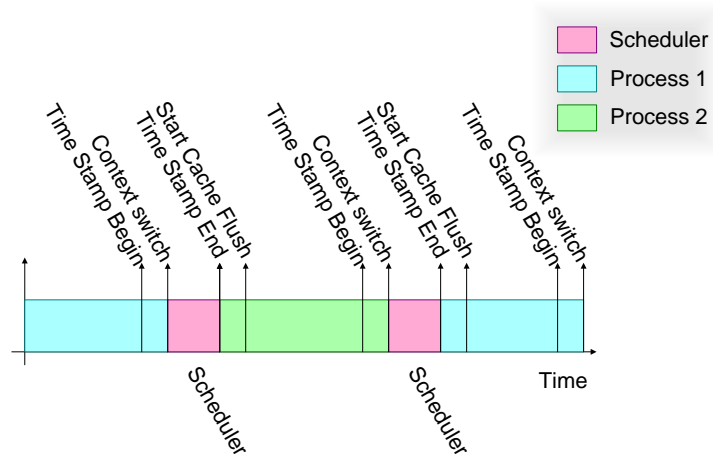 Scheduler
Process 1
Process 2
Time Stamp Begin
Context switch
Time Stamp End
Start Cache Flush
Time Stamp Begin
Context switch
Time Stamp End
Start Cache Flush
Time Stamp Begin
Context switch
Time
Scheduler
Scheduler